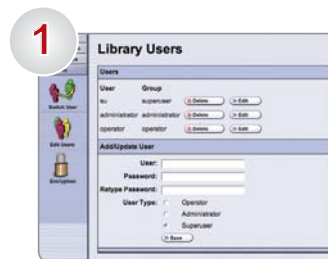 1
Library Users
Users
User Group
su superuser Delete Edit
administrator administrator Delete Edit
operator operator Delete Edit
Switch User
Edit Users
Encryption
Add/Update User
User:
Password:
Retype Password:
User Type: Operator
Administrator
Superuser
Save